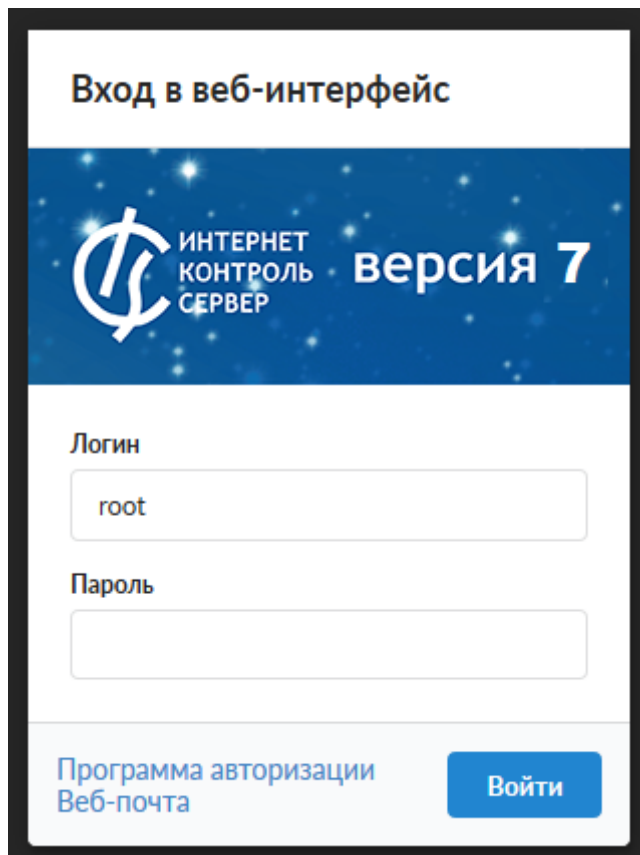 Вход в веб-интерфейс
ИНТЕРНЕТ
КОНТРОЛЬ
СЕРВЕР
версия 7
Логин
root
Пароль
Программа авторизации
Веб-почта
Войти